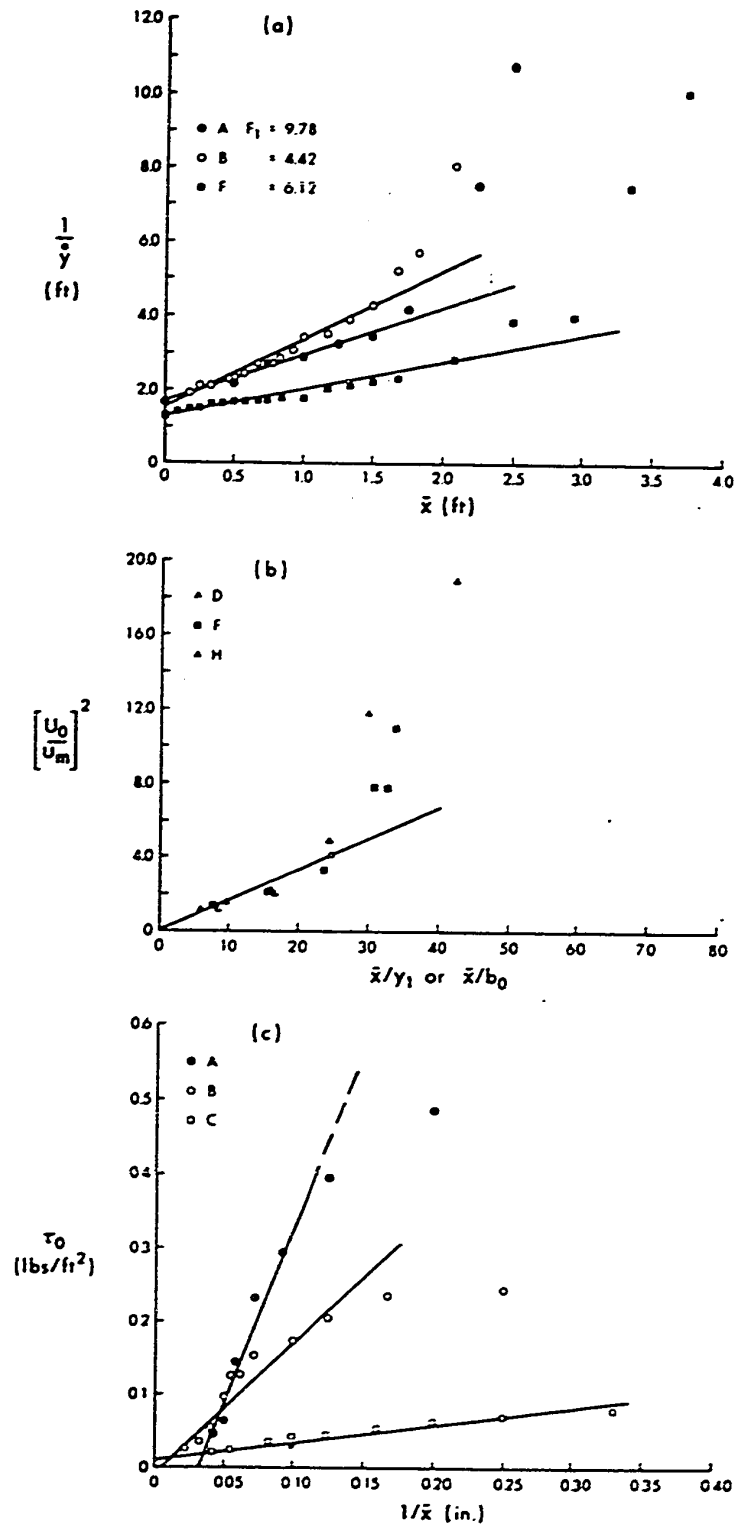 (a)
12.0
10.0
8.0
6.0
4.0
2.0
0
A F₁ = 9.78
B = 4.42
F = 6.12
1
ẙ
(ft)
0 0.5 1.0 1.5 2.0 2.5 3.0 3.5 4.0
x̄ (ft)
(b)
20.0
16.0
12.0
8.0
4.0
0
D
F
H
[U₀/u̅m]²
0 10 20 30 40 50 60 70 80
x̄/y₁ or x̄/b₀
(c)
0.6
0.5
0.4
0.3
0.2
0.1
0
A
B
C
τ₀
(lbs/ft²)
0 0.05 0.10 0.15 0.20 0.25 0.30 0.35 0.40
1/x̄ (in.)